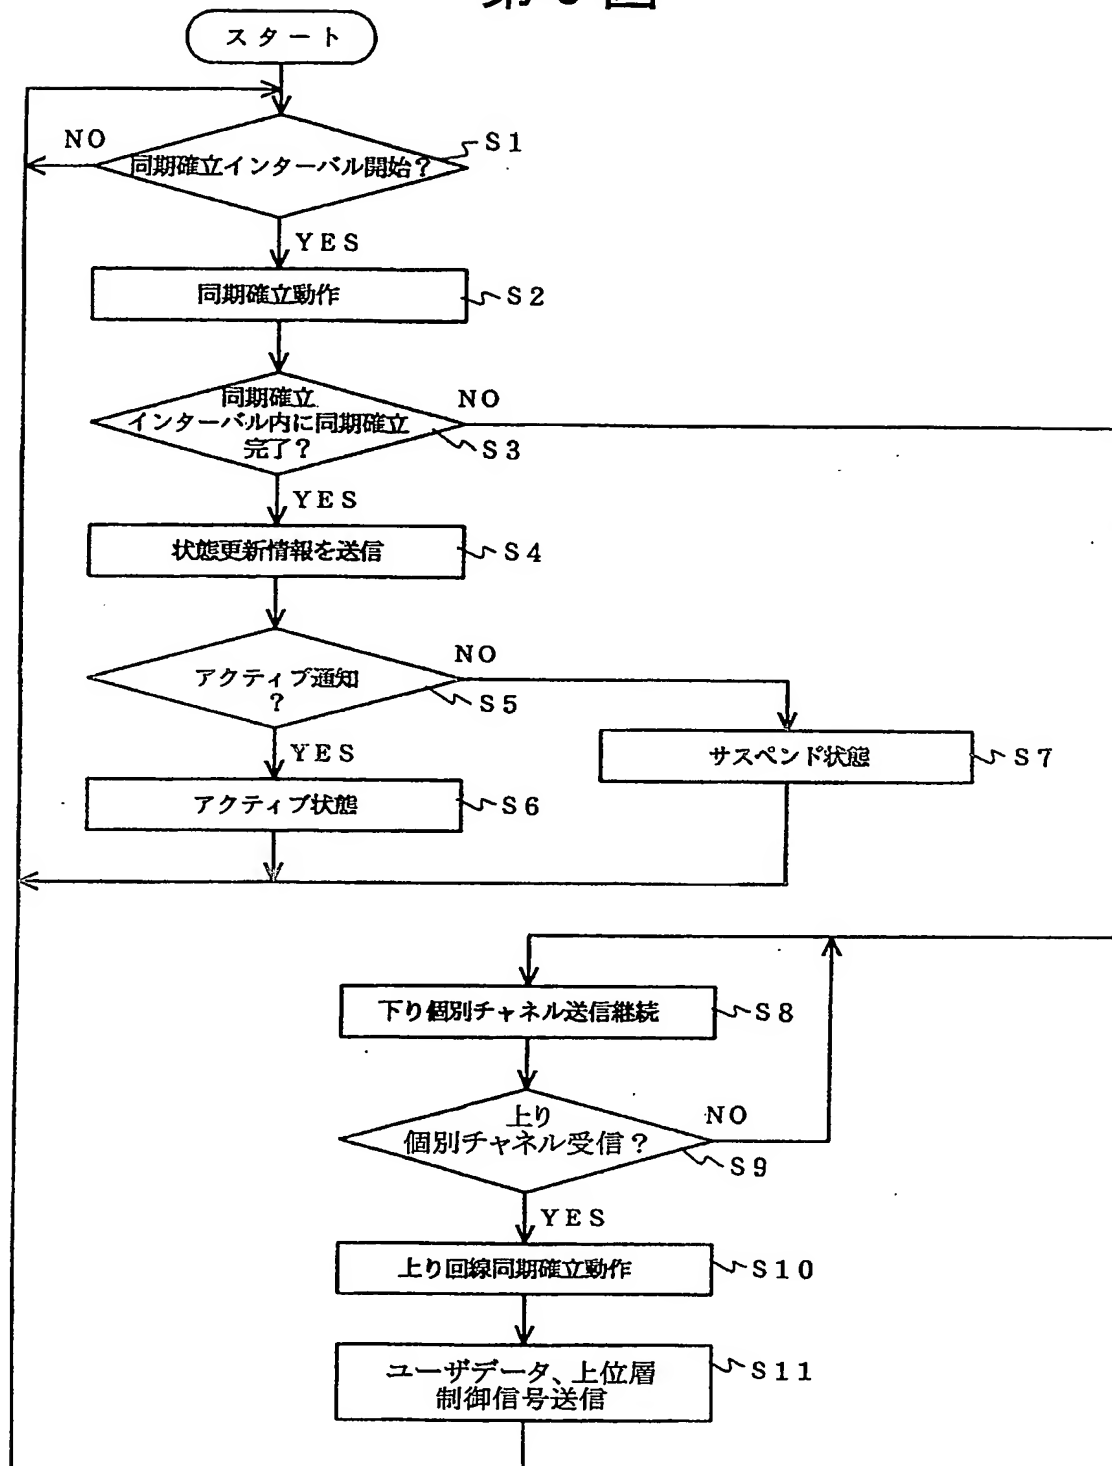 スタート
NO
同期確立インターバル開始？
S1
YES
同期確立動作
S2
同期確立
インターバル内に同期確立
完了？
NO
S3
YES
状態更新情報を送信
S4
アクティブ通知
？
NO
S5
YES
サスペンド状態
S7
アクティブ状態
S6
下り個別チャネル送信継続
S8
上り
個別チャネル受信？
NO
S9
YES
上り回線同期確立動作
S10
ユーザデータ、上位層
制御信号送信
S11